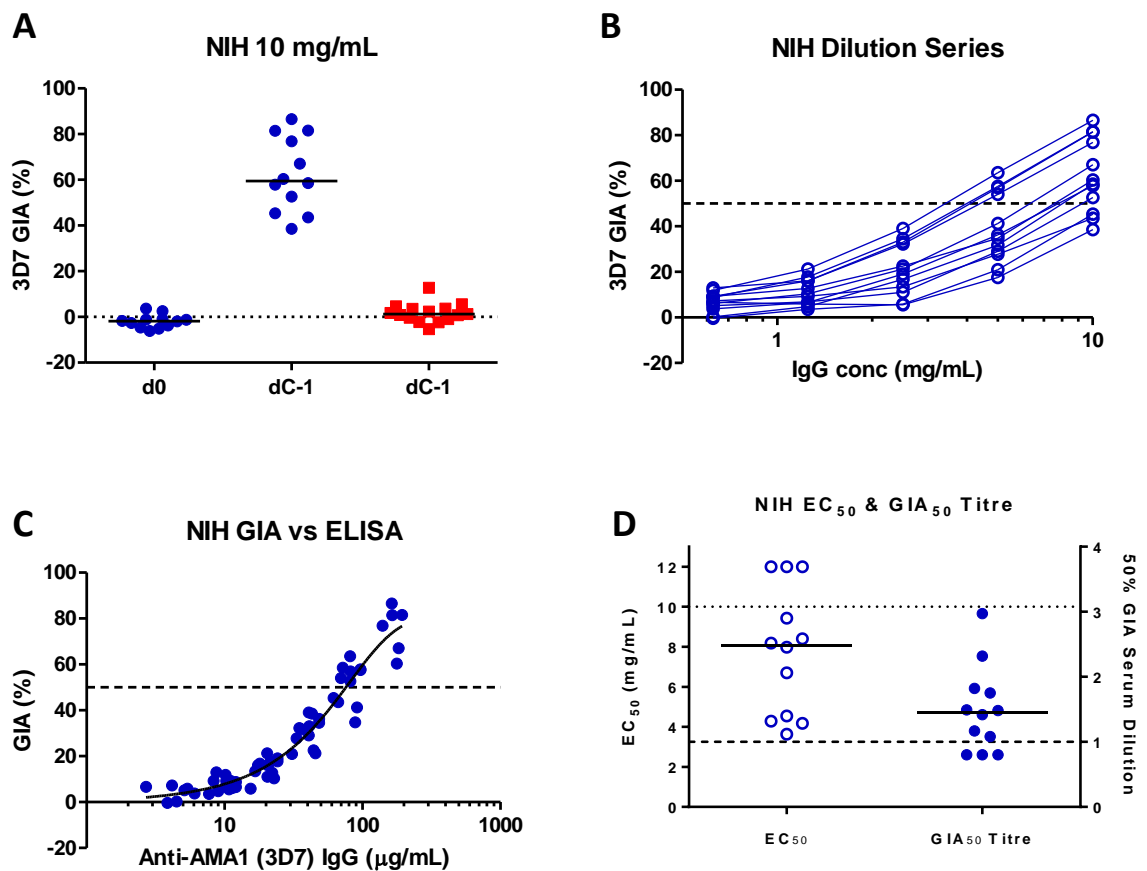 A
NIH 10 mg/mL
3D7 GIA (%)
100
80
60
40
20
0
-20
d0
dC-1
dC-1
B
NIH Dilution Series
3D7 GIA (%)
100
80
60
40
20
0
-20
1
10
IgG conc (mg/mL)
C
NIH GIA vs ELISA
GIA (%)
100
80
60
40
20
0
-20
10
100
1000
Anti-AMA1 (3D7) IgG (μg/mL)
D
NIH EC50 & GIA50 Titre
EC50 (mg/mL)
12
10
8
6
4
2
0
4
3
2
1
0
50% GIA Serum Dilution
EC50
GIA50 Titre